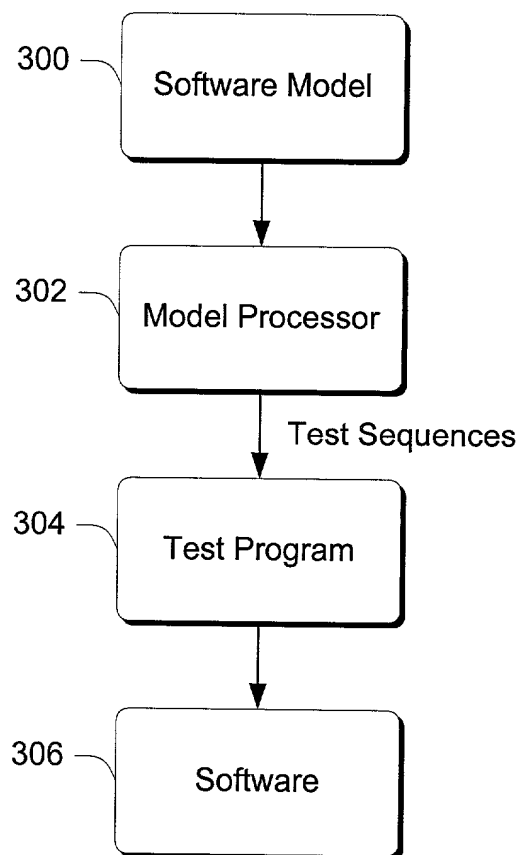 300
Software Model
302
Model Processor
Test Sequences
304
Test Program
306
Software